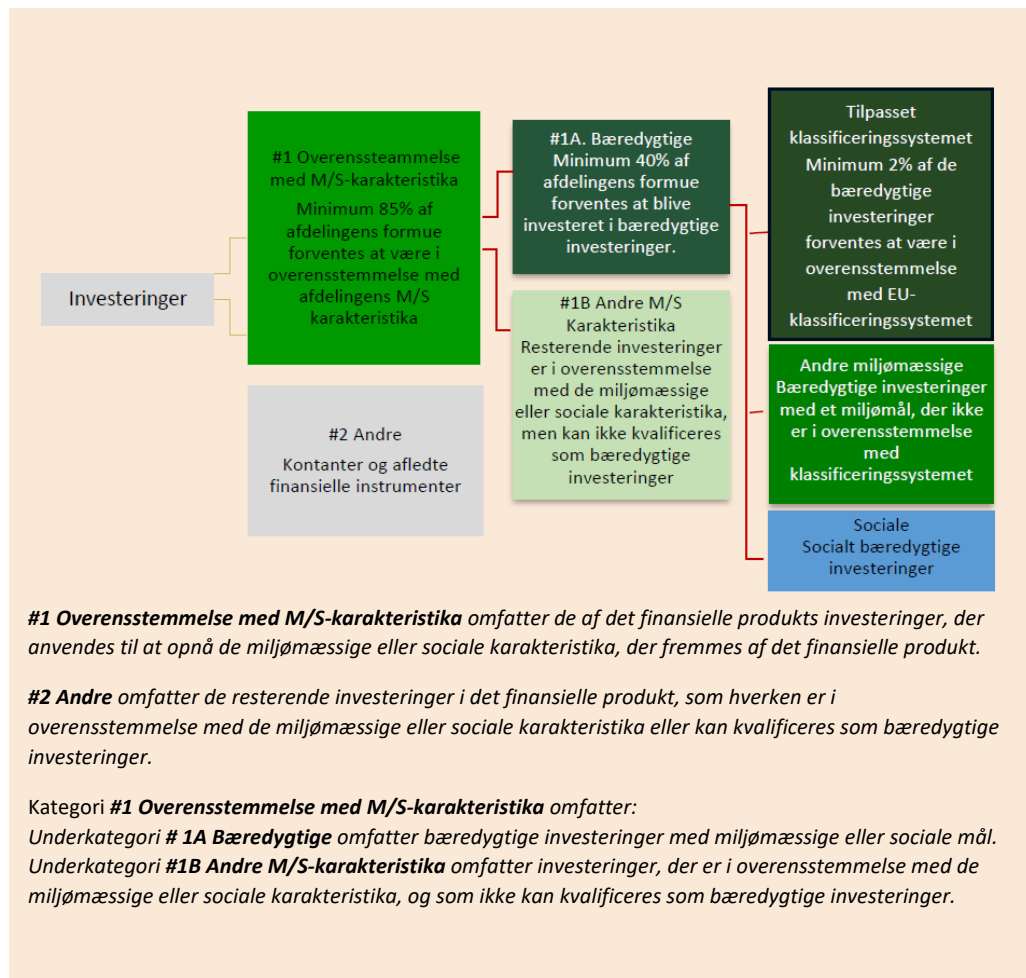 Investeringer
#1 Overenssteammelse
med M/S-karakteristika
Minimum 85% af
afdelingens formue
forventes at være i
overensstemmelse med
afdelingens M/S
karakteristika
#2 Andre
Kontanter og afledte
finansielle instrumenter
#1A. Bæredygtige
Minimum 40% af
afdelingens formue
forventes at blive
investeret i bæredygtige
investeringer.
#1B Andre M/S
Karakteristika
Resterende investeringer
er i overensstemmelse
med de miljømæssige
eller sociale karakteristika,
men kan ikke kvalificeres
som bæredygtige
investeringer
Tilpasset
klassificeringssystemet
Minimum 2% af de
bæredygtige
investeringer
forventes at være i
overensstemmelse
med EU-
klassificeringssystemet
Andre miljømæssige
Bæredygtige investeringer
med et miljømål, der ikke
er i overensstemmelse
med
klassificeringssystemet
Sociale
Socialt bæredygtige
investeringer
#1 Overensstemmelse med M/S-karakteristika omfatter de af det finansielle produkts investeringer, der
anvendes til at opnå de miljømæssige eller sociale karakteristika, der fremmes af det finansielle produkt.
#2 Andre omfatter de resterende investeringer i det finansielle produkt, som hverken er i
overensstemmelse med de miljømæssige eller sociale karakteristika eller kan kvalificeres som bæredygtige
investeringer.
Kategori #1 Overensstemmelse med M/S-karakteristika omfatter:
Underkategori # 1A Bæredygtige omfatter bæredygtige investeringer med miljømæssige eller sociale mål.
Underkategori #1B Andre M/S-karakteristika omfatter investeringer, der er i overensstemmelse med de
miljømæssige eller sociale karakteristika, og som ikke kan kvalificeres som bæredygtige investeringer.